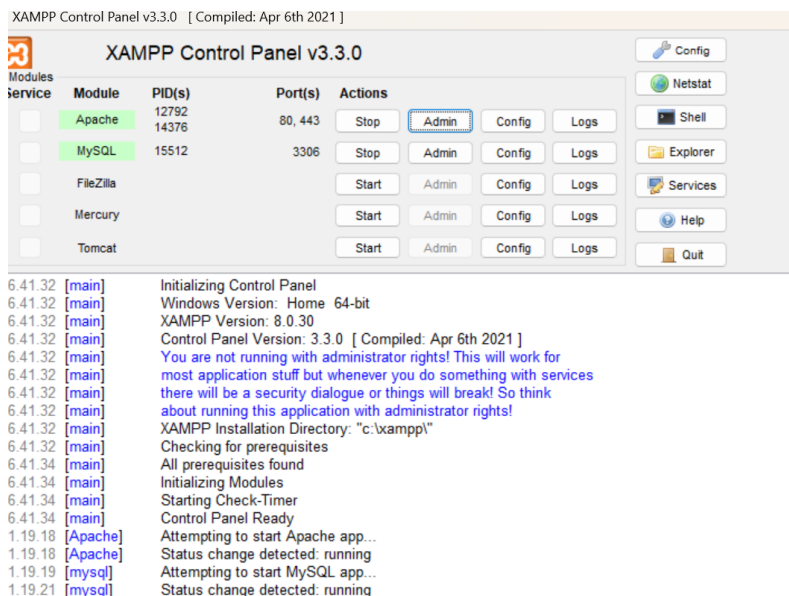 XAMPP Control Panel v3.3.0 [ Compiled: Apr 6th 2021 ]
XAMPP Control Panel v3.3.0
Config
Modules
Service Module PID(s) Port(s) Actions
Netstat
Apache 12792 14376 80, 443 Stop Admin Config Logs
Shell
MySQL 15512 3306 Stop Admin Config Logs
Explorer
FileZilla Start Admin Config Logs
Services
Mercury Start Admin Config Logs
Help
Tomcat Start Admin Config Logs
Quit
6.41.32 [main] Initializing Control Panel
6.41.32 [main] Windows Version: Home 64-bit
6.41.32 [main] XAMPP Version: 8.0.30
6.41.32 [main] Control Panel Version: 3.3.0 [ Compiled: Apr 6th 2021 ]
6.41.32 [main] You are not running with administrator rights! This will work for
6.41.32 [main] most application stuff but whenever you do something with services
6.41.32 [main] there will be a security dialogue or things will break! So think
6.41.32 [main] about running this application with administrator rights!
6.41.32 [main] XAMPP Installation Directory: "c:\xampp\"
6.41.32 [main] Checking for prerequisites
6.41.34 [main] All prerequisites found
6.41.34 [main] Initializing Modules
6.41.34 [main] Starting Check-Timer
6.41.34 [main] Control Panel Ready
1.19.18 [Apache] Attempting to start Apache app...
1.19.18 [Apache] Status change detected: running
1.19.19 [mysql] Attempting to start MySQL app...
1.19.21 [mysql] Status change detected: running